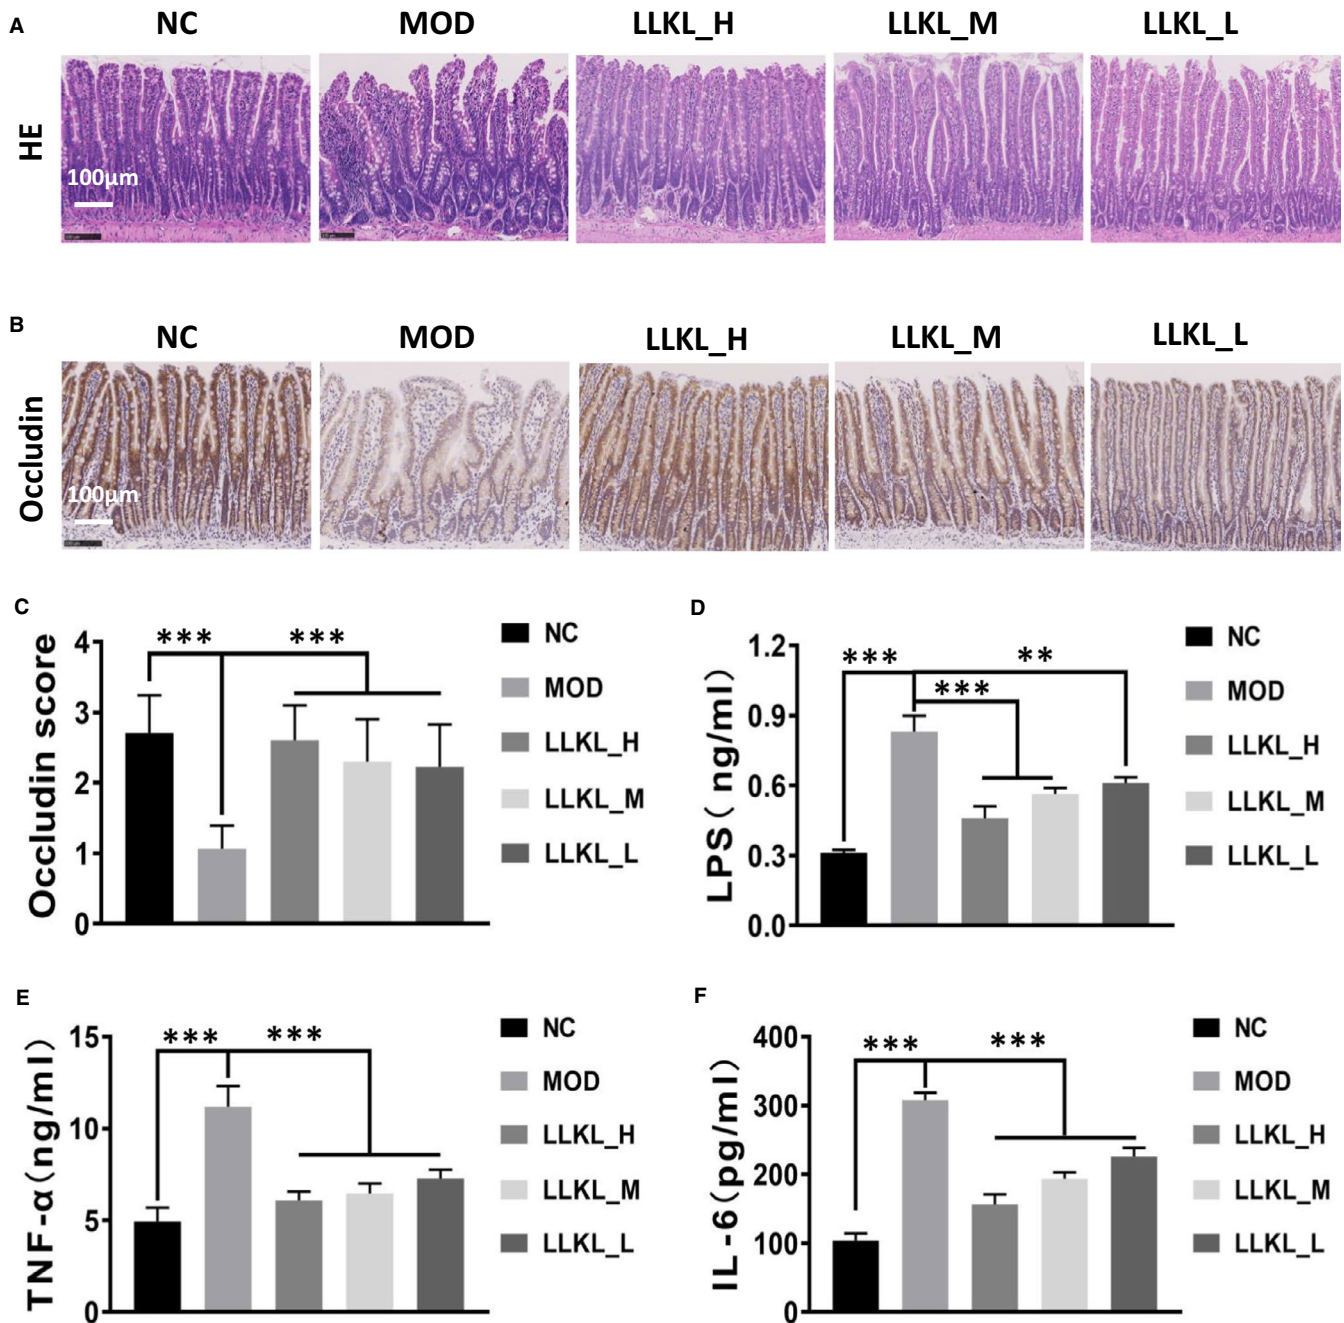 A
NC MOD LLKL_H LLKL_M LLKL_L
HE
100μm
B
NC MOD LLKL_H LLKL_M LLKL_L
Occludin
100μm
C
Occludin score
4
3
2
1
0
*** ***
NC
MOD
LLKL_H
LLKL_M
LLKL_L
D
LPS(ng/ml)
1.2
0.9
0.6
0.3
0.0
*** ** ***
NC
MOD
LLKL_H
LLKL_M
LLKL_L
E
TNF-α(ng/ml)
15
10
5
0
*** ***
NC
MOD
LLKL_H
LLKL_M
LLKL_L
F
IL-6(pg/ml)
400
300
200
100
0
*** ***
NC
MOD
LLKL_H
LLKL_M
LLKL_L